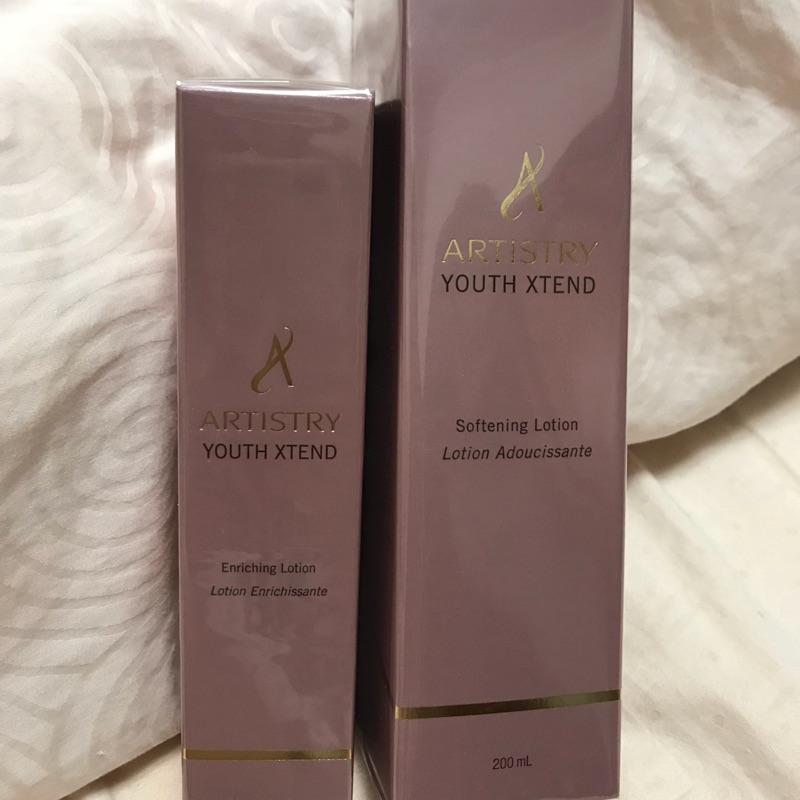 ARTISTRY
YOUTH XTEND
Enriching Lotion
Lotion Enrichissante
ARTISTRY
YOUTH XTEND
Softening Lotion
Lotion Adoucissante
200 mL